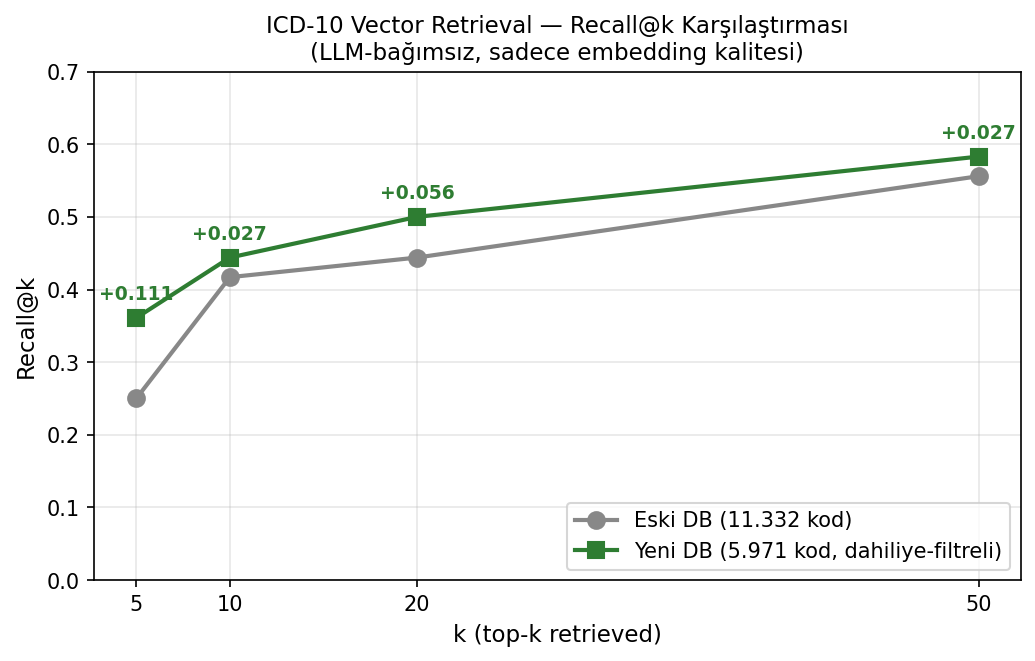 ICD-10 Vector Retrieval — Recall@k Karşılaştırması
(LLM-bağımsız, sadece embedding kalitesi)
Recall@k
0.7
0.6
0.5
0.4
0.3
0.2
0.1
0.0
+0.111
+0.027
+0.056
+0.027
Eski DB (11.332 kod)
Yeni DB (5.971 kod, dahiliye-filtreli)
5
10
20
50
k (top-k retrieved)